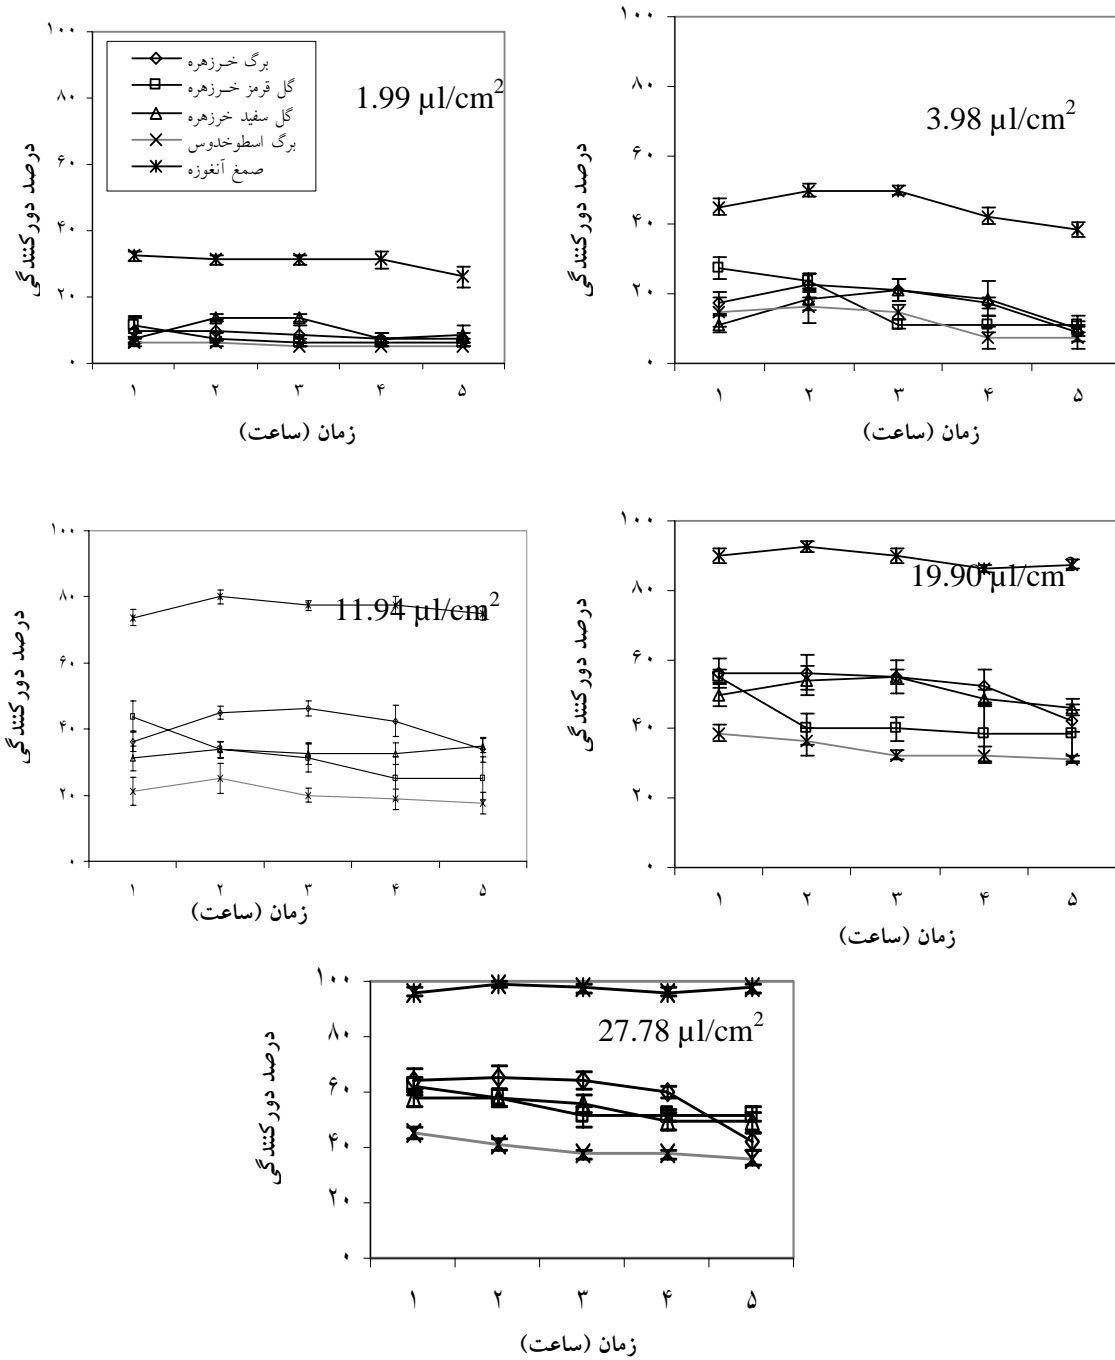 ۱۰۰
۸۰
۶۰
۴۰
۲۰
۰
درصد دورکنندگی
برگ خرزهره
گل قرمز خرزهره
گل سفید خرزهره
برگ اسطوخدوس
صمغ آنغوزه
1.99 µl/cm²
۱ ۲ ۳ ۴ ۵
زمان (ساعت)
۱۰۰
۸۰
۶۰
۴۰
۲۰
۰
درصد دورکنندگی
3.98 µl/cm²
۱ ۲ ۳ ۴ ۵
زمان (ساعت)
۱۰۰
۸۰
۶۰
۴۰
۲۰
۰
درصد دورکنندگی
11.94 µl/cm²
۱ ۲ ۳ ۴ ۵
زمان (ساعت)
۱۰۰
۸۰
۶۰
۴۰
۲۰
۰
درصد دورکنندگی
19.90 µl/cm²
۱ ۲ ۳ ۴ ۵
زمان (ساعت)
۱۰۰
۸۰
۶۰
۴۰
۲۰
۰
درصد دورکنندگی
27.78 µl/cm²
۱ ۲ ۳ ۴ ۵
زمان (ساعت)